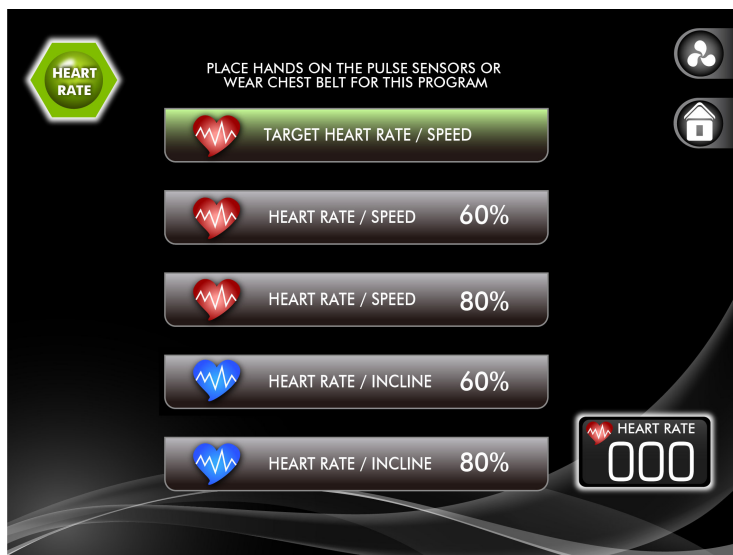 HEART
RATE
PLACE HANDS ON THE PULSE SENSORS OR
WEAR CHEST BELT FOR THIS PROGRAM
TARGET HEART RATE / SPEED
HEART RATE / SPEED 60%
HEART RATE / SPEED 80%
HEART RATE / INCLINE 60%
HEART RATE / INCLINE 80%
HEART RATE
000